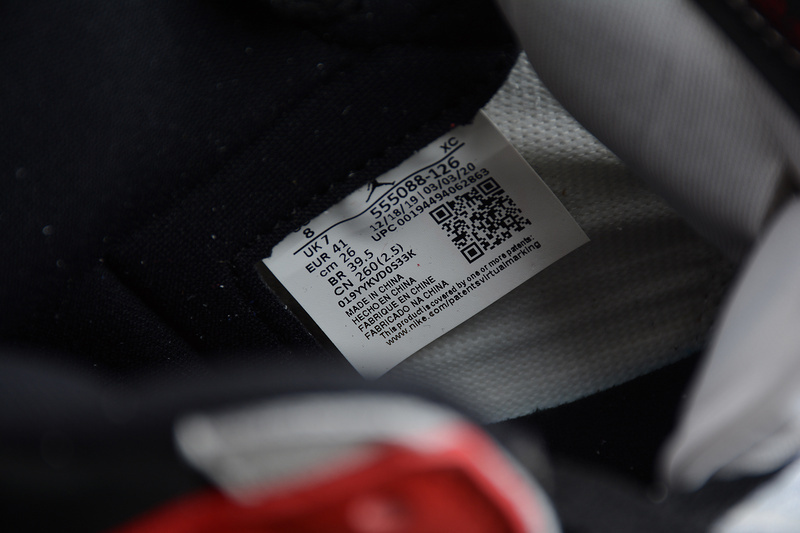 8 XC
UK 7 555088-126
EUR 41 12/18/19 | 03/03/20
cm 26 UPC 00194494062863
BR 39,5
CN 260(2.5)
019YYKVD0S33K
MADE IN CHINA
HECHO EN CHINA
FABRIQUE EN CHINE
FABRICADO NA CHINA
This product is covered by one or more patents:
www.nike.com/patentsvirtualmarking